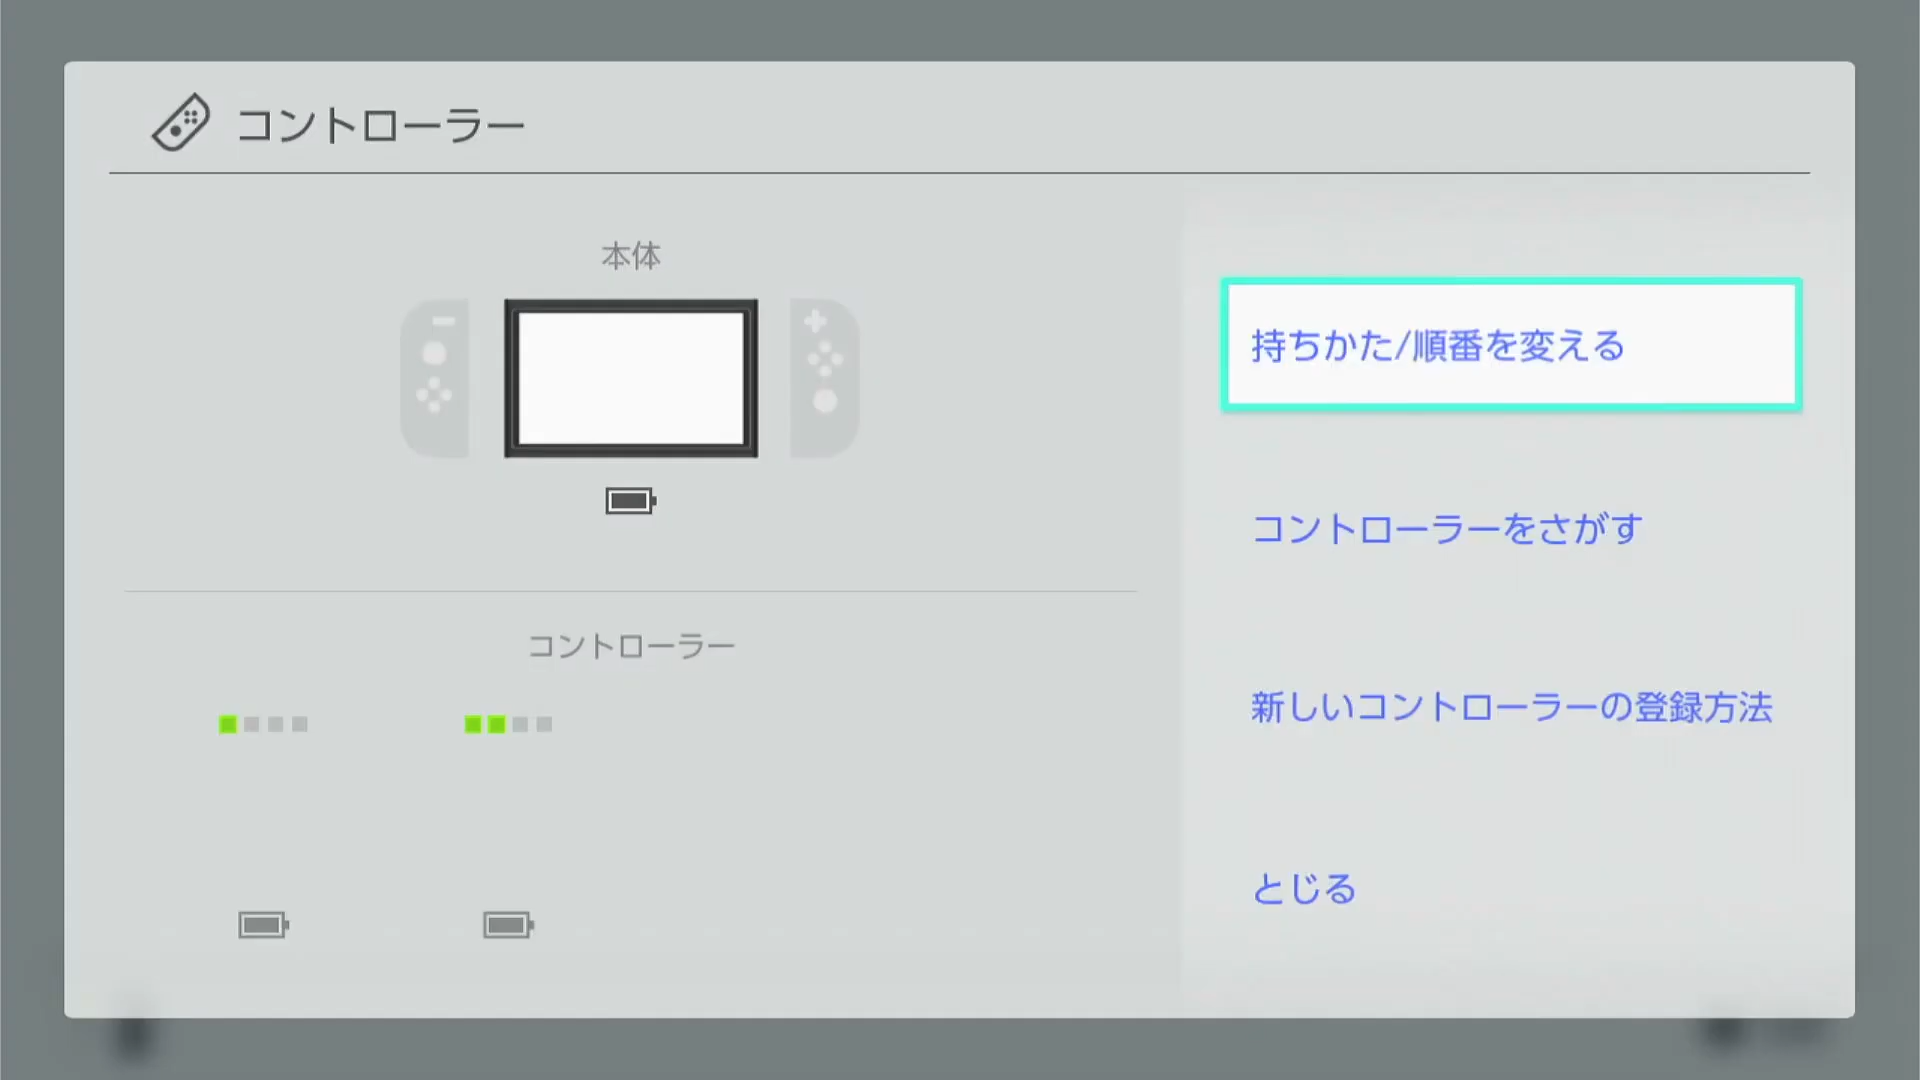 コントローラー
本体
コントローラー
持ちかた/順番を変える
コントローラーをさがす
新しいコントローラーの登録方法
とじる